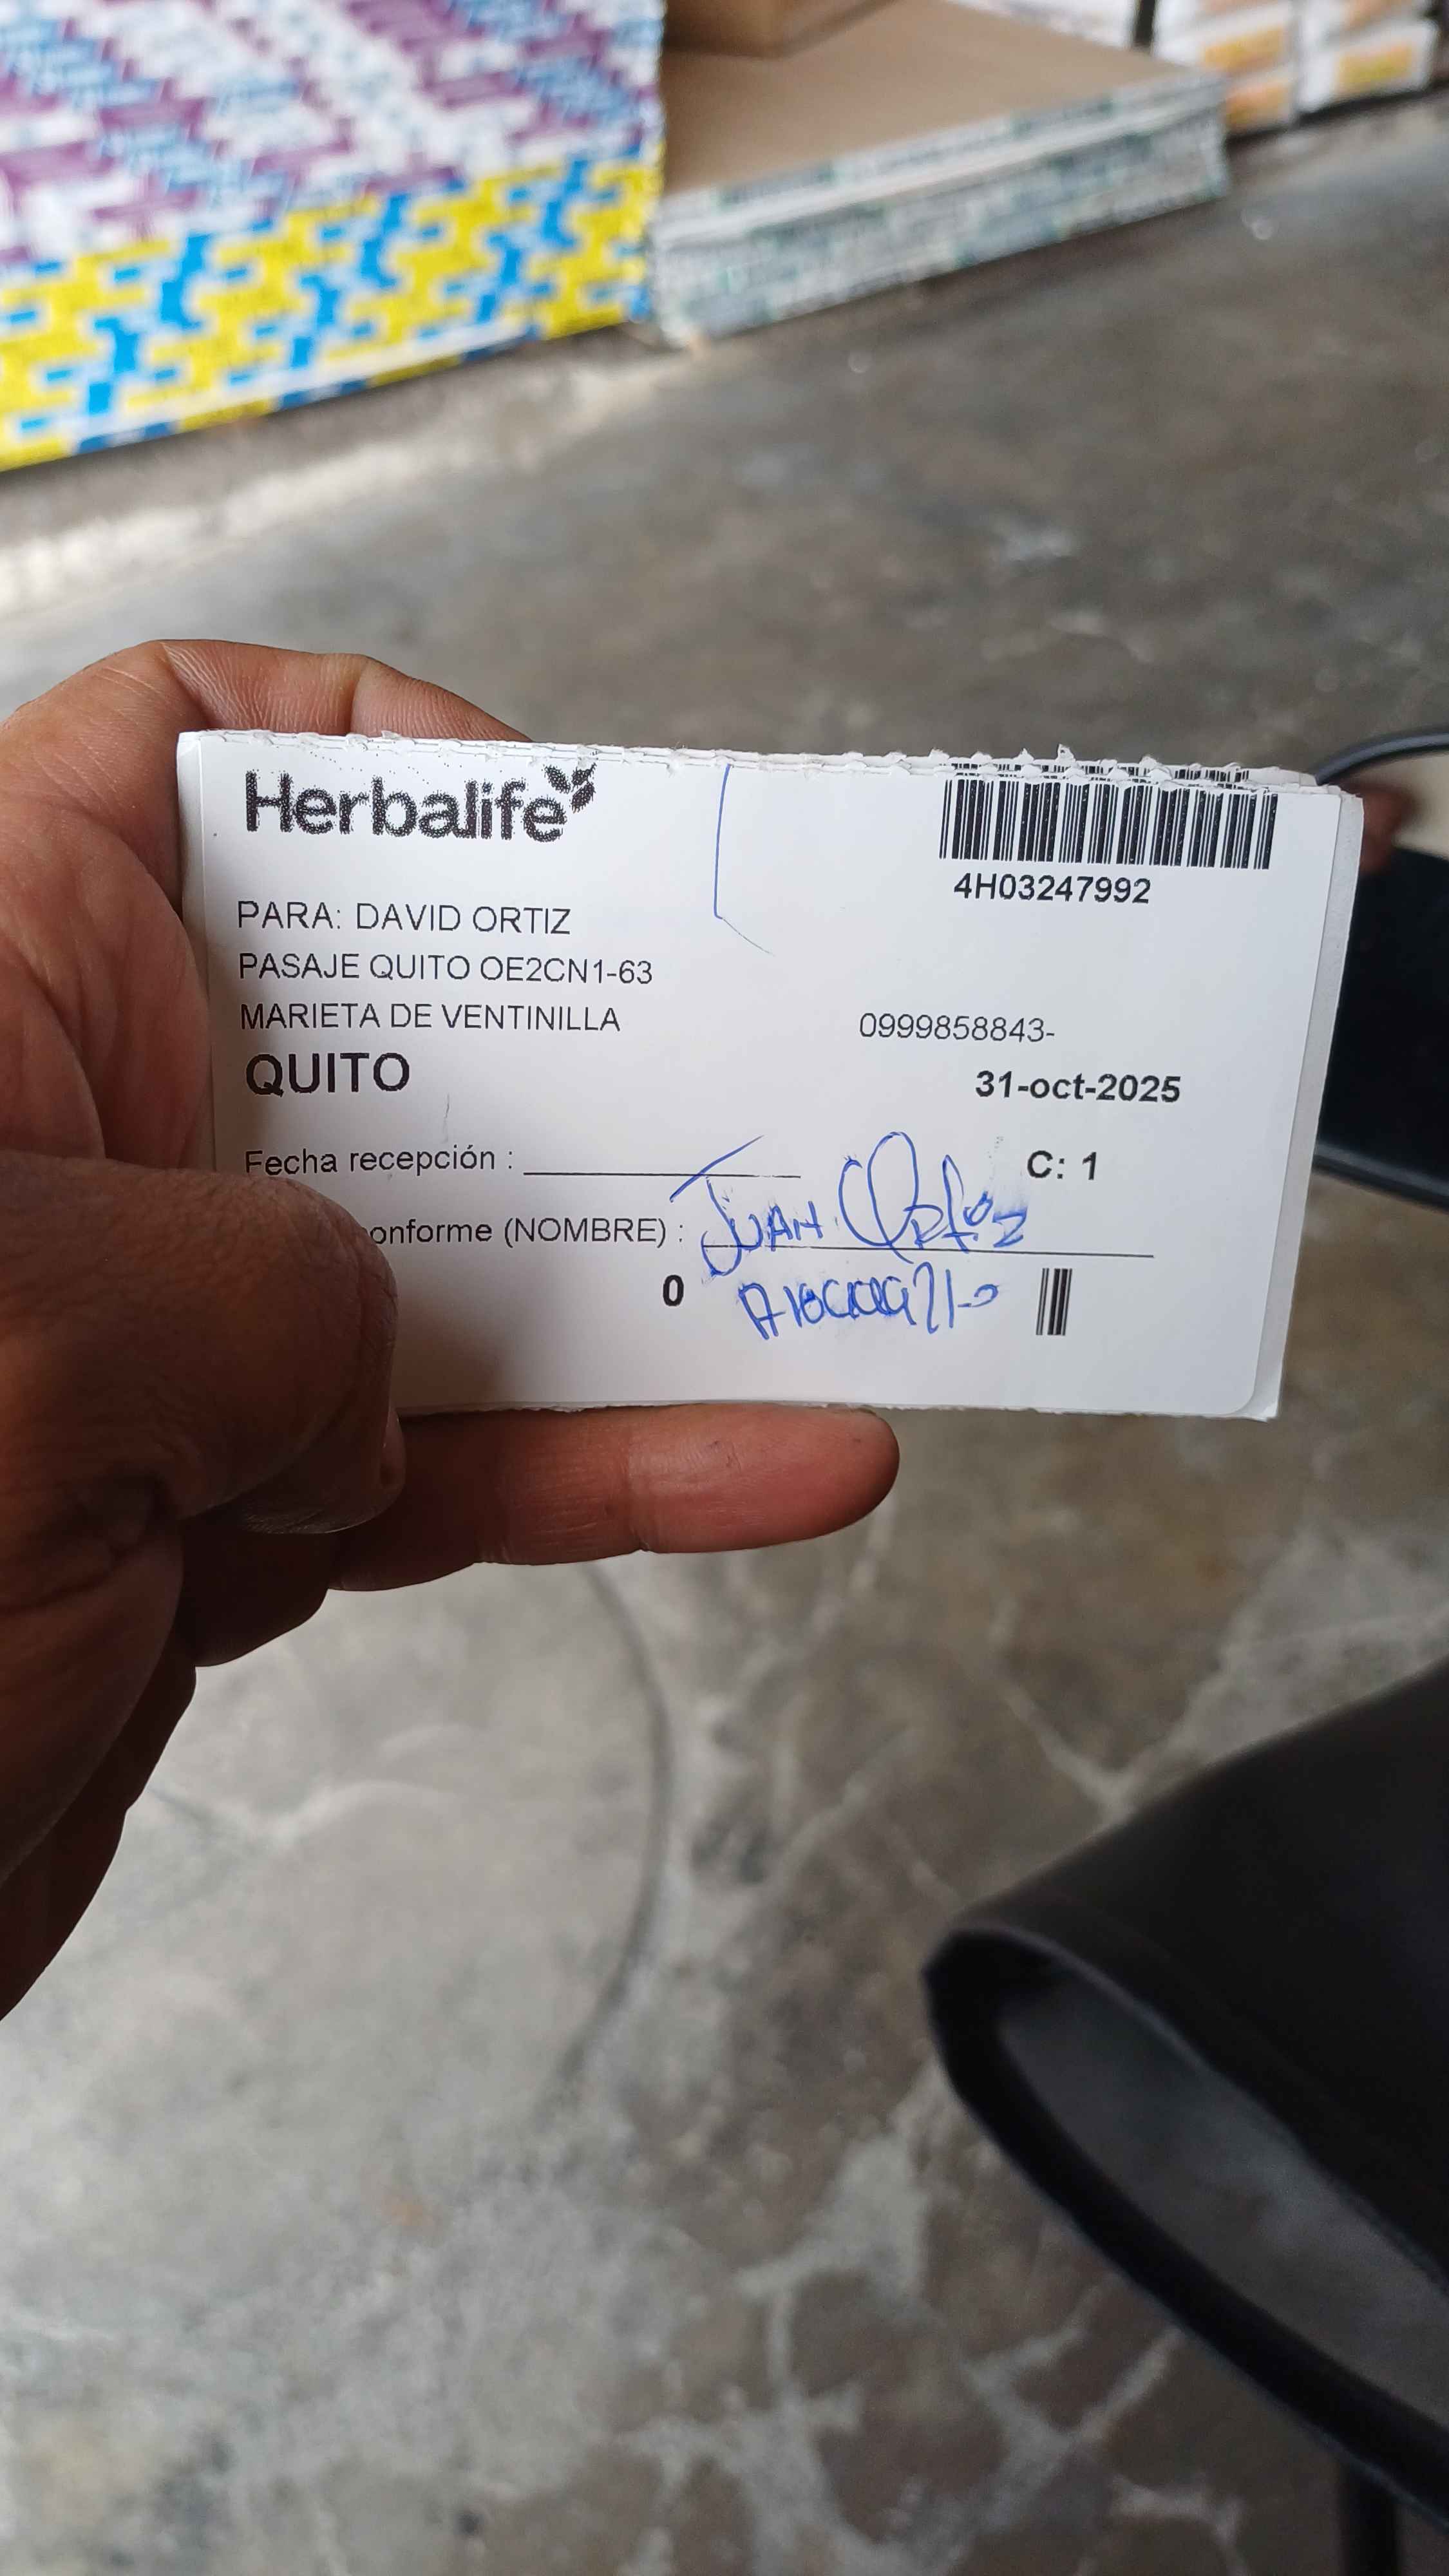 Herbalife
4H03247992
PARA: DAVID ORTIZ
PASAJE QUITO OE2CN1-63
MARIETA DE VENTINILLA
0999858843-
QUITO
31-oct-2025
Fecha recepción :
C: 1
onforme (NOMBRE) : JUAN ORTIZ
0